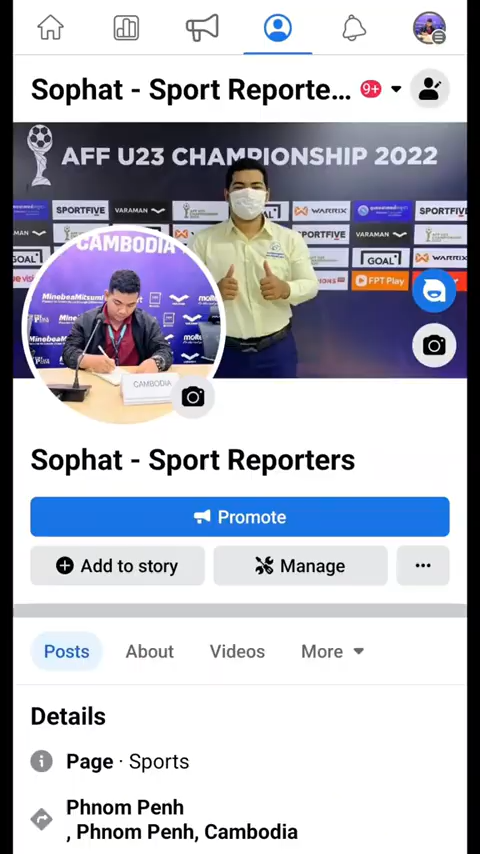 Sophat - Sport Reporte...
9+
AFF U23 CHAMPIONSHIP 2022
SPORTFIVE
VARAMAN
WARRIX
SPORTFIVE
GOAL
WARRIX
FPT Play
CAMBODIA
MinebeaMitsumi
molten
CAMBODIA
Sophat - Sport Reporters
Promote
Add to story
Manage
...
Posts
About
Videos
More
Details
Page · Sports
Phnom Penh
, Phnom Penh, Cambodia